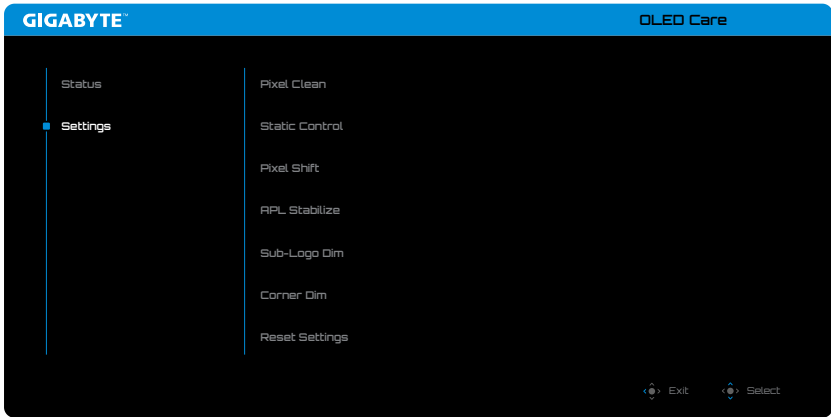 GIGABYTE™
OLED Care
Status
Settings
Pixel Clean
Static Control
Pixel Shift
APL Stabilize
Sub-Logo Dim
Corner Dim
Reset Settings
Exit
Select